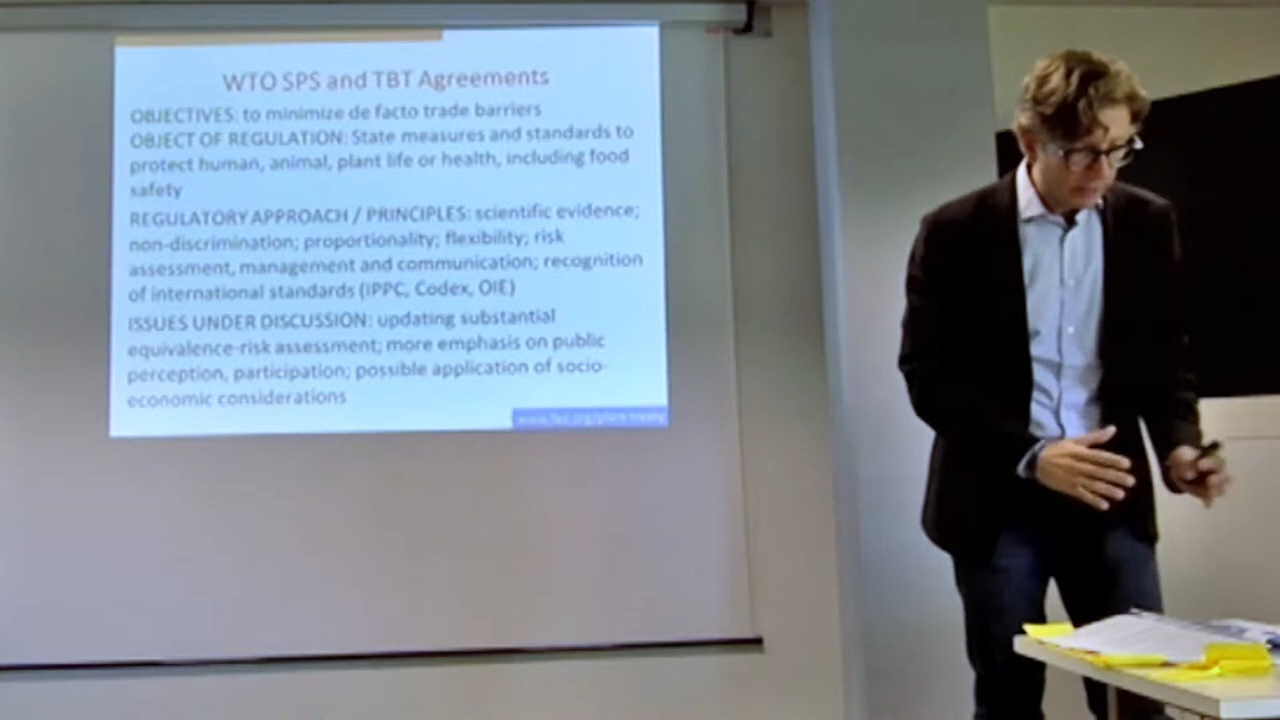 WTO SPS and TBT Agreements
OBJECTIVES: to minimize de facto trade barriers
OBJECT OF REGULATION: State measures and standards to
protect human, animal, plant life or health, including food
safety
REGULATORY APPROACH / PRINCIPLES: scientific evidence;
non-discrimination; proportionality; flexibility; risk
assessment, management and communication; recognition
of international standards (IPPC, Codex, OIE)
ISSUES UNDER DISCUSSION: updating substantial
equivalence-risk assessment; more emphasis on public
perception, participation; possible application of socio-
economic considerations